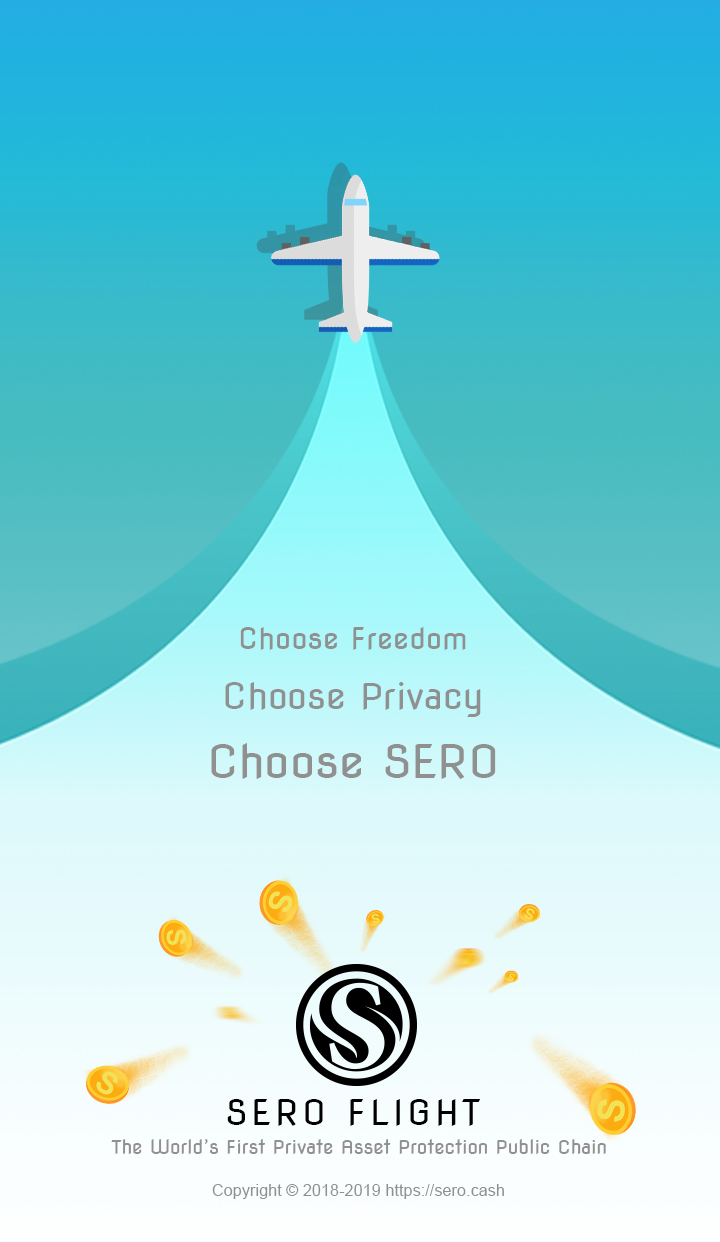 Choose Freedom
Choose Privacy
Choose SERO
SERO FLIGHT
The World's First Private Asset Protection Public Chain
Copyright © 2018-2019 https://sero.cash